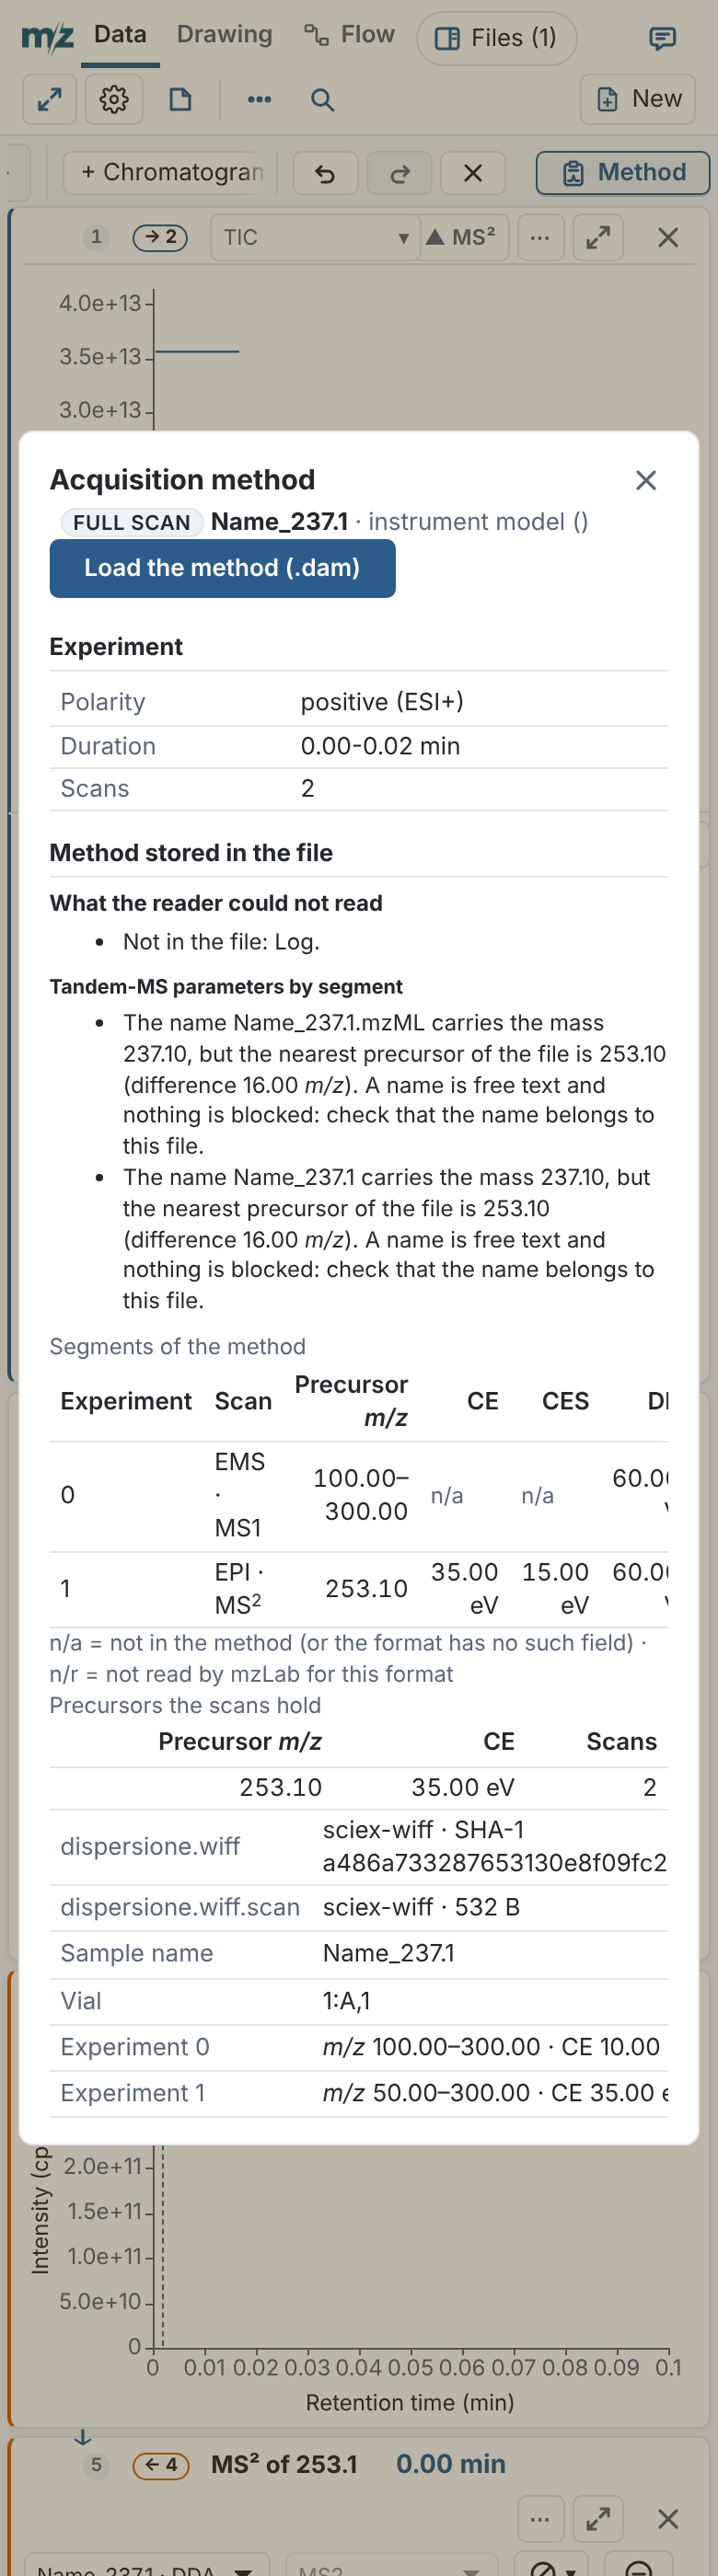 m/z Data Drawing Flow Files (1)
New
+ Chromatogram Method
1 → 2 TIC ▾ ▲ MS² ···
4.0e+13
3.5e+13
3.0e+13
Acquisition method
FULL SCAN Name_237.1 · instrument model ()
Load the method (.dam)
Experiment
Polarity positive (ESI+)
Duration 0.00-0.02 min
Scans 2
Method stored in the file
What the reader could not read
• Not in the file: Log.
Tandem-MS parameters by segment
• The name Name_237.1.mzML carries the mass
237.10, but the nearest precursor of the file is 253.10
(difference 16.00 m/z). A name is free text and
nothing is blocked: check that the name belongs to
this file.
• The name Name_237.1 carries the mass 237.10, but
the nearest precursor of the file is 253.10
(difference 16.00 m/z). A name is free text and
nothing is blocked: check that the name belongs to
this file.
Segments of the method
Experiment Scan Precursor m/z CE CES
0 EMS · MS1 100.00–300.00 n/a n/a 60.00
1 EPI · MS² 253.10 35.00 eV 15.00 eV 60.00
n/a = not in the method (or the format has no such field) ·
n/r = not read by mzLab for this format
Precursors the scans hold
Precursor m/z CE Scans
253.10 35.00 eV 2
dispersione.wiff sciex-wiff · SHA-1
a486a733287653130e8f09fc2
dispersione.wiff.scan sciex-wiff · 532 B
Sample name Name_237.1
Vial 1:A,1
Experiment 0 m/z 100.00–300.00 · CE 10.00
Experiment 1 m/z 50.00–300.00 · CE 35.00
Intensity (cp
2.0e+11
1.5e+11
1.0e+11
5.0e+10
0
0 0.01 0.02 0.03 0.04 0.05 0.06 0.07 0.08 0.09 0.1
Retention time (min)
5 ← 4 MS² of 253.1 0.00 min
···
Name_237.1 · DDA MS2